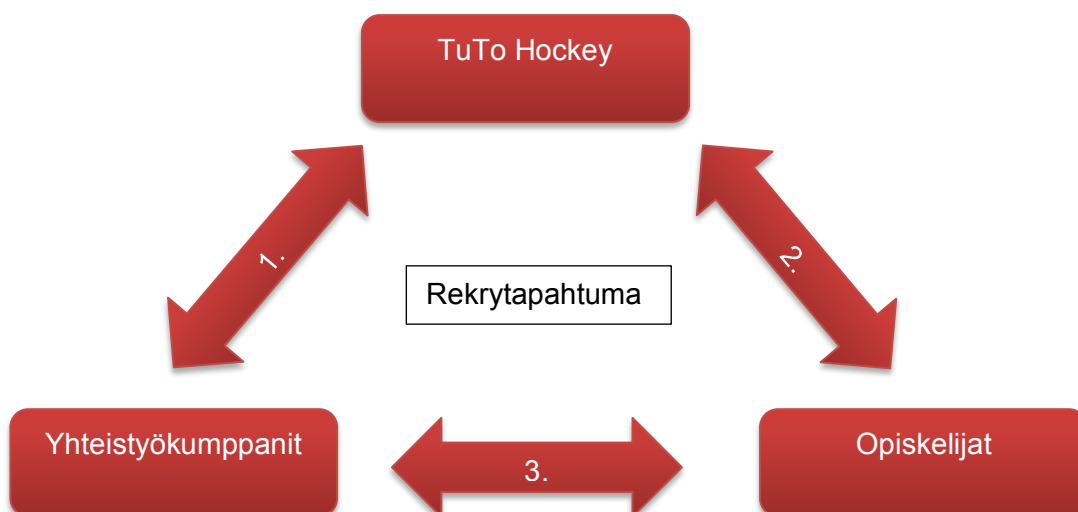 TuTo Hockey
1.
2.
Rekrytapahtuma
Yhteistyökumppanit
3.
Opiskelijat